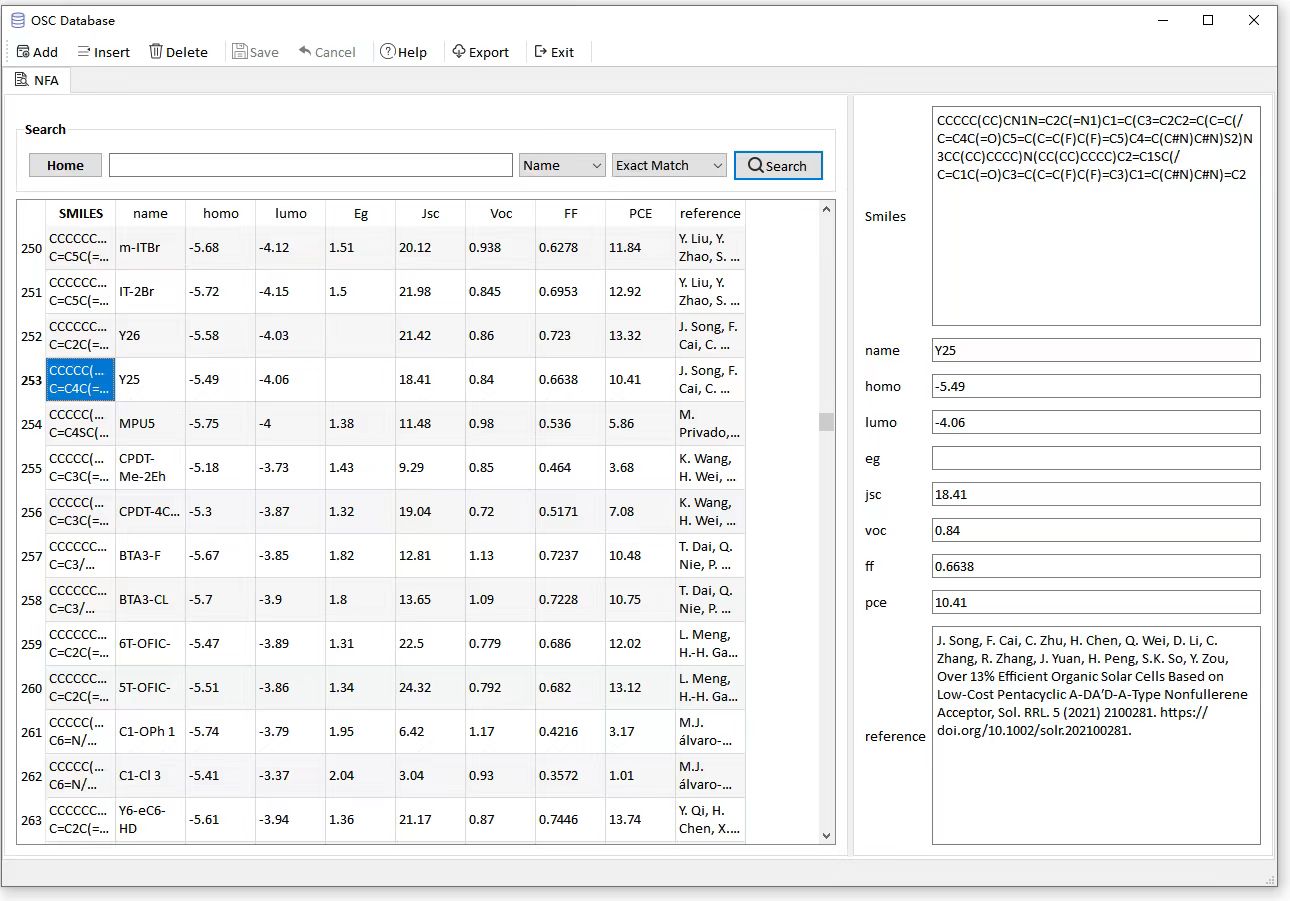 OSC Database
Add Insert Delete Save Cancel Help Export Exit
NFA
Search
Home Name Exact Match Search
SMILES name homo lumo Eg Jsc Voc FF PCE reference
250 CCCCCC... C=C5C(=... m-ITBr -5.68 -4.12 1.51 20.12 0.938 0.6278 11.84 Y. Liu, Y. Zhao, S. ...
251 CCCCCC... C=C5C(=... IT-2Br -5.72 -4.15 1.5 21.98 0.845 0.6953 12.92 Y. Liu, Y. Zhao, S. ...
252 CCCCCC... C=C2C(=... Y26 -5.58 -4.03 21.42 0.86 0.723 13.32 J. Song, F. Cai, C. ...
253 CCCCC(... C=C4C(=... Y25 -5.49 -4.06 18.41 0.84 0.6638 10.41 J. Song, F. Cai, C. ...
254 CCCCC(... C=C4SC(... MPU5 -5.75 -4 1.38 11.48 0.98 0.536 5.86 M. Privado,...
255 CCCCC(... C=C3C(=... CPDT-Me-2Eh -5.18 -3.73 1.43 9.29 0.85 0.464 3.68 K. Wang, H. Wei, ...
256 CCCCC(... C=C3C(=... CPDT-4C... -5.3 -3.87 1.32 19.04 0.72 0.5171 7.08 K. Wang, H. Wei, ...
257 CCCCCC... C=C3/... BTA3-F -5.67 -3.85 1.82 12.81 1.13 0.7237 10.48 T. Dai, Q. Nie, P. ...
258 CCCCCC... C=C3/... BTA3-CL -5.7 -3.9 1.8 13.65 1.09 0.7228 10.75 T. Dai, Q. Nie, P. ...
259 CCCCCC... C=C2C(=... 6T-OFIC- -5.47 -3.89 1.31 22.5 0.779 0.686 12.02 L. Meng, H.-H. Ga...
260 CCCCCC... C=C2C(=... 5T-OFIC- -5.51 -3.86 1.34 24.32 0.792 0.682 13.12 L. Meng, H.-H. Ga...
261 CCCCC(... C6=N/... C1-OPh 1 -5.74 -3.79 1.95 6.42 1.17 0.4216 3.17 M.J. álvaro-...
262 CCCCC(... C6=N/... C1-Cl 3 -5.41 -3.37 2.04 3.04 0.93 0.3572 1.01 M.J. álvaro-...
263 CCCCCC... C=C2C(=... Y6-eC6-HD -5.61 -3.94 1.36 21.17 0.87 0.7446 13.74 Y. Qi, H. Chen, X....
Smiles
CCCCC(CC)CN1N=C2C(=N1)C1=C(C3=C2C2=C(C=C(/
C=C4C(=O)C5=C(C=C(F)C(F)=C5)C4=C(C#N)C#N)S2)N
3CC(CC)CCCC)N(CC(CC)CCCC)C2=C1SC(/
C=C1C(=O)C3=C(C=C(F)C(F)=C3)C1=C(C#N)C#N)=C2
name Y25
homo -5.49
lumo -4.06
eg
jsc 18.41
voc 0.84
ff 0.6638
pce 10.41
reference
J. Song, F. Cai, C. Zhu, H. Chen, Q. Wei, D. Li, C.
Zhang, R. Zhang, J. Yuan, H. Peng, S.K. So, Y. Zou,
Over 13% Efficient Organic Solar Cells Based on
Low-Cost Pentacyclic A-DA′D-A-Type Nonfullerene
Acceptor, Sol. RRL. 5 (2021) 2100281. https://
doi.org/10.1002/solr.202100281.